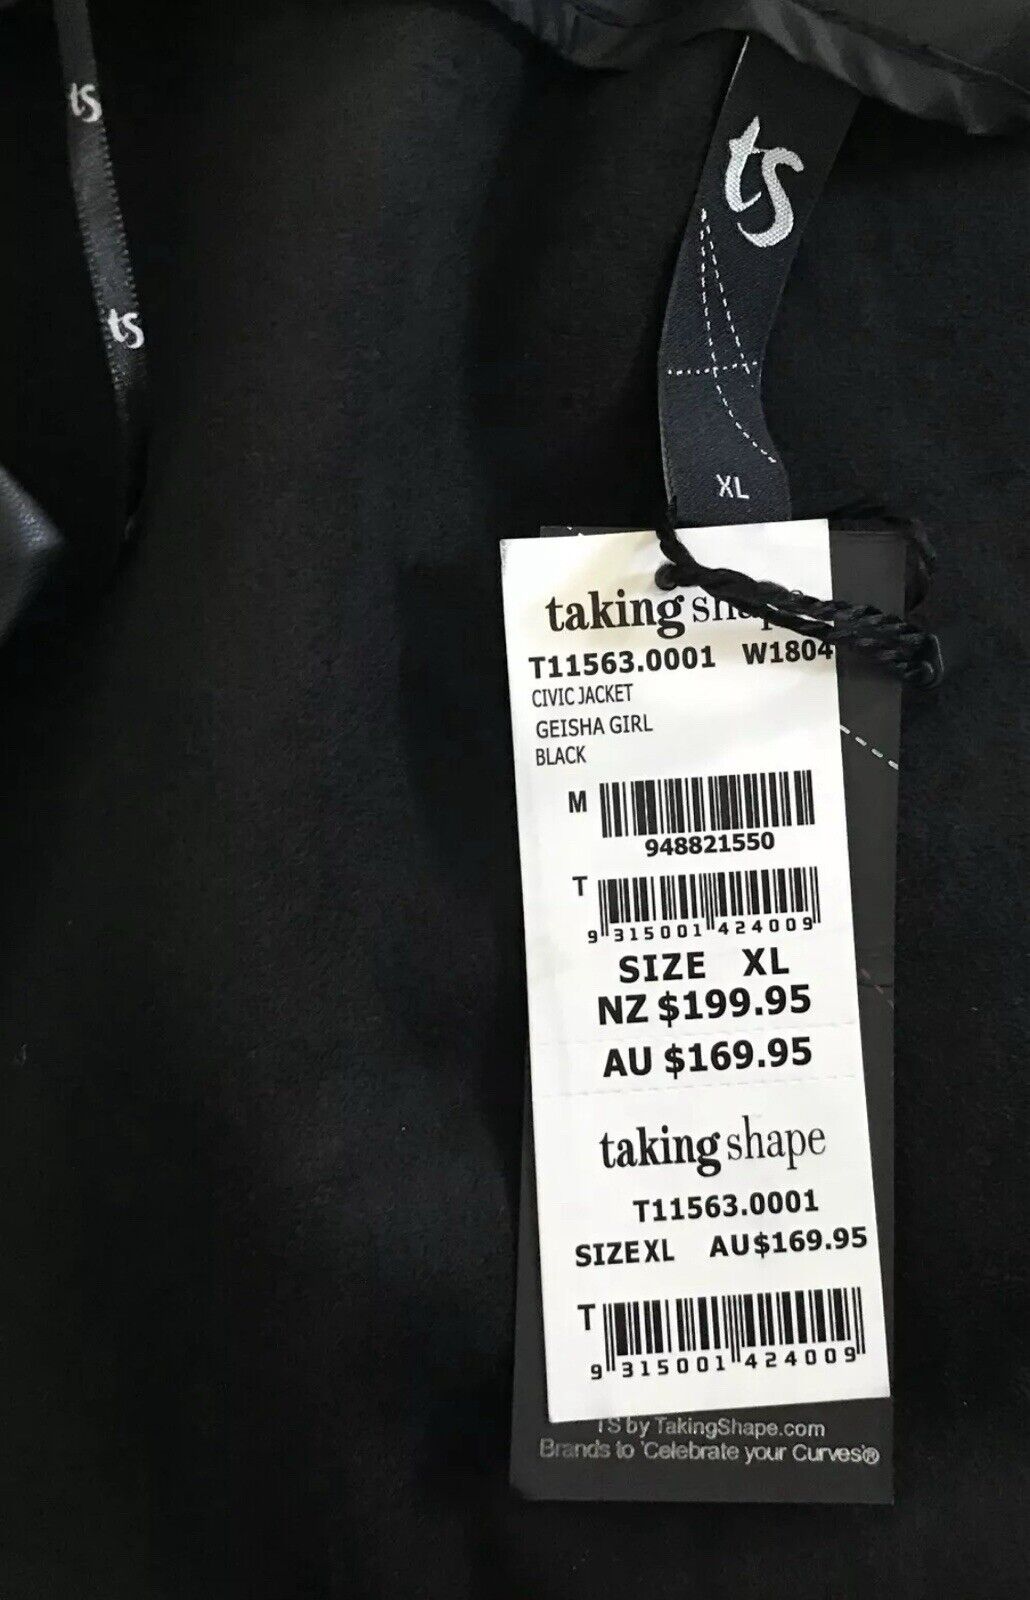 ts
ts
ts
XL
taking shape
T11563.0001 W1804
CIVIC JACKET
GEISHA GIRL
BLACK
M
948821550
T
9 315001 424009
SIZE XL
NZ $199.95
AU $169.95
taking shape
T11563.0001
SIZE XL AU$169.95
T
9 315001 424009
TS by TakingShape.com
Brands to 'Celebrate your Curves'®